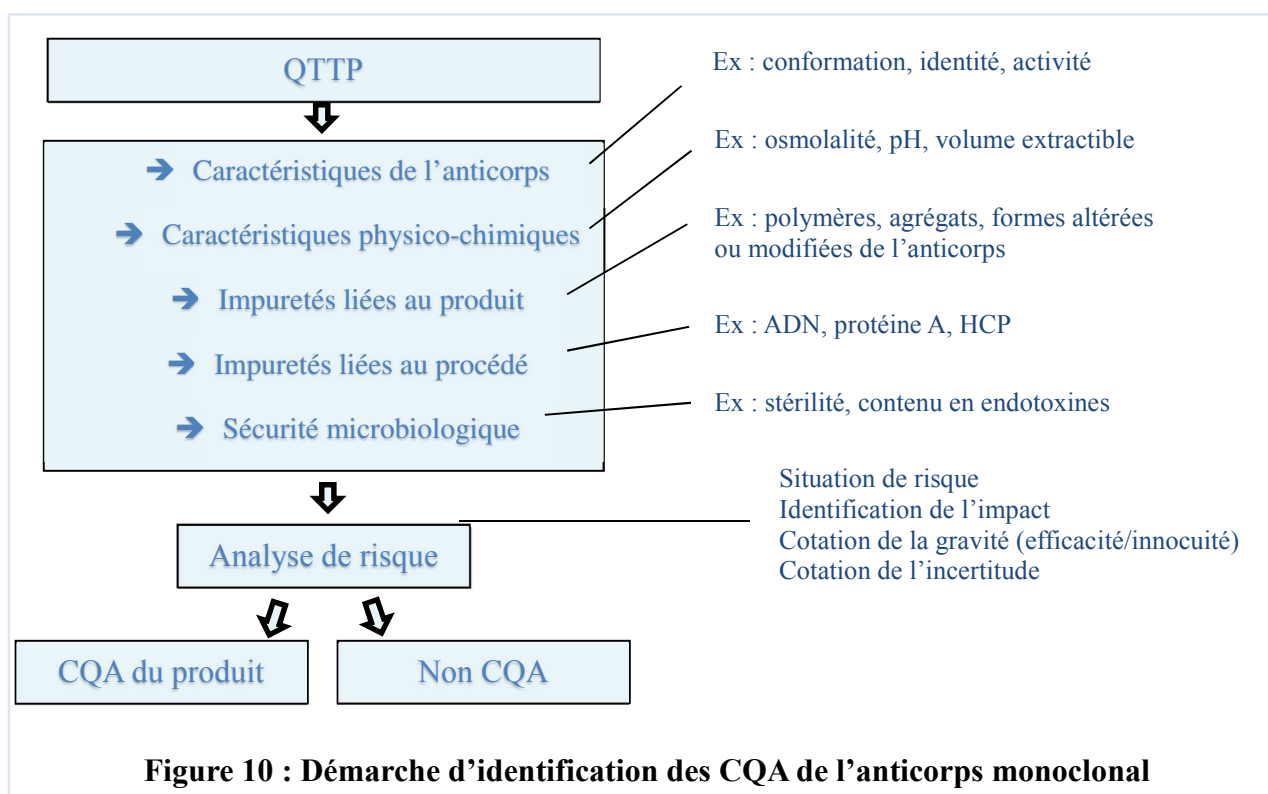 QTTP
Ex : conformation, identité, activité
➔ Caractéristiques de l’anticorps
Ex : osmolalité, pH, volume extractible
➔ Caractéristiques physico-chimiques
Ex : polymères, agrégats, formes altérées
ou modifiées de l’anticorps
➔ Impuretés liées au produit
Ex : ADN, protéine A, HCP
➔ Impuretés liées au procédé
Ex : stérilité, contenu en endotoxines
➔ Sécurité microbiologique
Situation de risque
Identification de l’impact
Cotation de la gravité (efficacité/innocuité)
Cotation de l’incertitude
Analyse de risque
CQA du produit
Non CQA
Figure 10 : Démarche d’identification des CQA de l’anticorps monoclonal